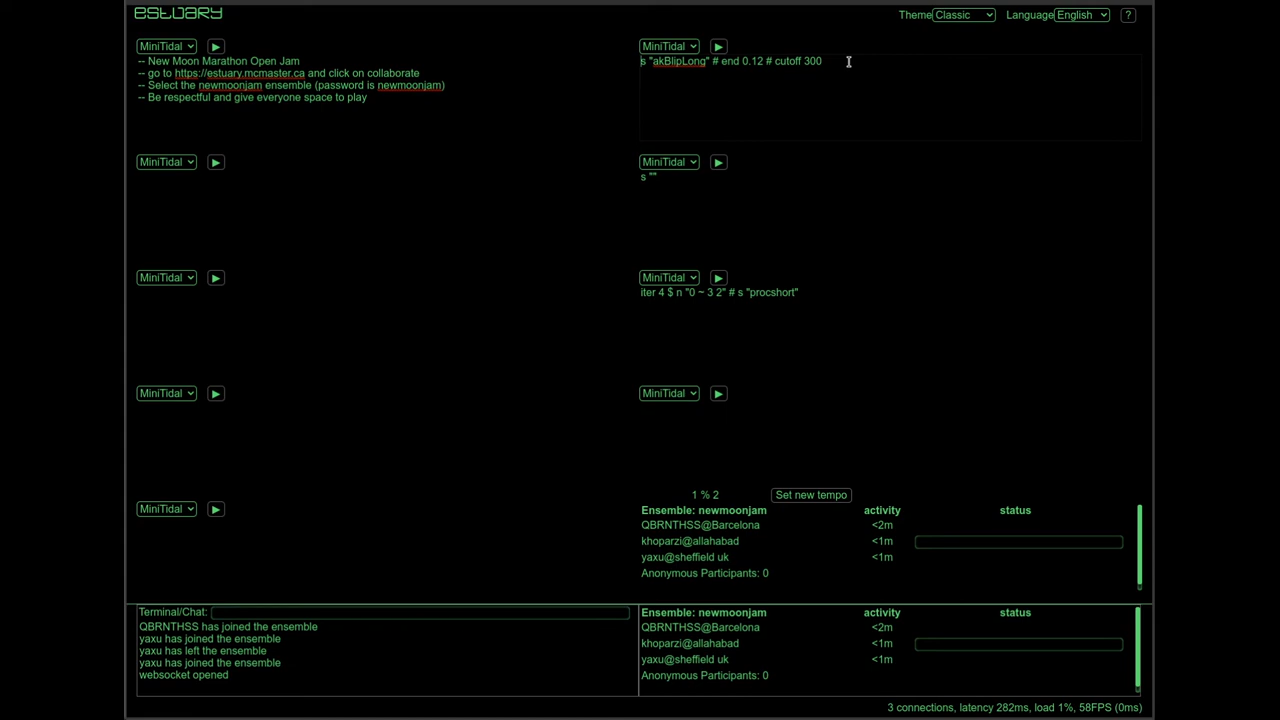 estuary
Theme Classic Language English ?
MiniTidal ▶
-- New Moon Marathon Open Jam
-- go to https://estuary.mcmaster.ca and click on collaborate
-- Select the newmoonjam ensemble (password is newmoonjam)
-- Be respectful and give everyone space to play
MiniTidal ▶
s "akBlipLong" # end 0.12 # cutoff 300
MiniTidal ▶
MiniTidal ▶
s ""
MiniTidal ▶
MiniTidal ▶
iter 4 $ n "0 ~ 3 2" # s "procshort"
MiniTidal ▶
MiniTidal ▶
MiniTidal ▶
1 % 2 Set new tempo
Ensemble: newmoonjam activity status
QBRNTHSS@Barcelona <2m
khoparzi@allahabad <1m
yaxu@sheffield uk <1m
Anonymous Participants: 0
Terminal/Chat:
QBRNTHSS has joined the ensemble
yaxu has joined the ensemble
yaxu has left the ensemble
yaxu has joined the ensemble
websocket opened
Ensemble: newmoonjam activity status
QBRNTHSS@Barcelona <2m
khoparzi@allahabad <1m
yaxu@sheffield uk <1m
Anonymous Participants: 0
3 connections, latency 282ms, load 1%, 58FPS (0ms)